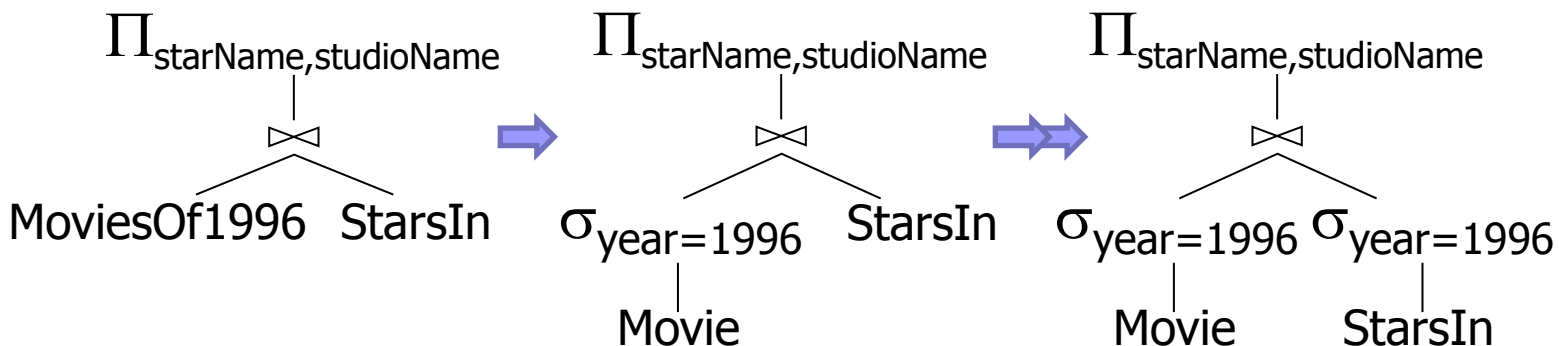 Π starName,studioName Π starName,studioName Π starName,studioName
⋈ ⋈ ⋈
MoviesOf1996 StarsIn σ year=1996 StarsIn σ year=1996 σ year=1996
Movie Movie StarsIn